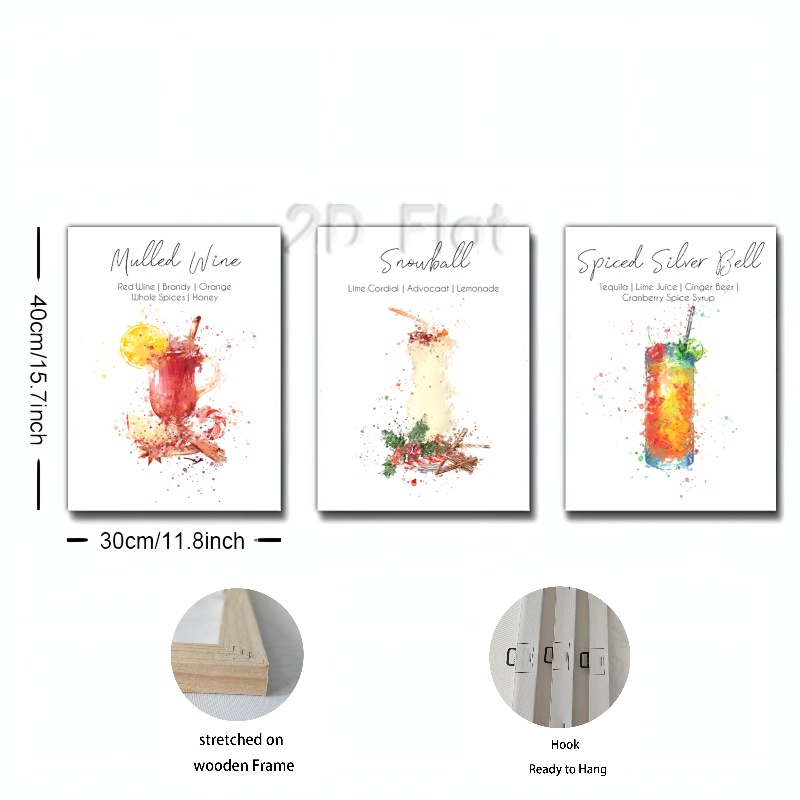 2D Flat
Mulled Wine
Red Wine | Brandy | Orange
Whole Spices | Honey
Snowball
Lime Cordial | Advocaat | Lemonade
Spiced Silver Bell
Tequila | Lime Juice | Ginger Beer |
Cranberry Spice Syrup
40cm/15.7inch
30cm/11.8inch
stretched on
wooden Frame
Hook
Ready to Hang